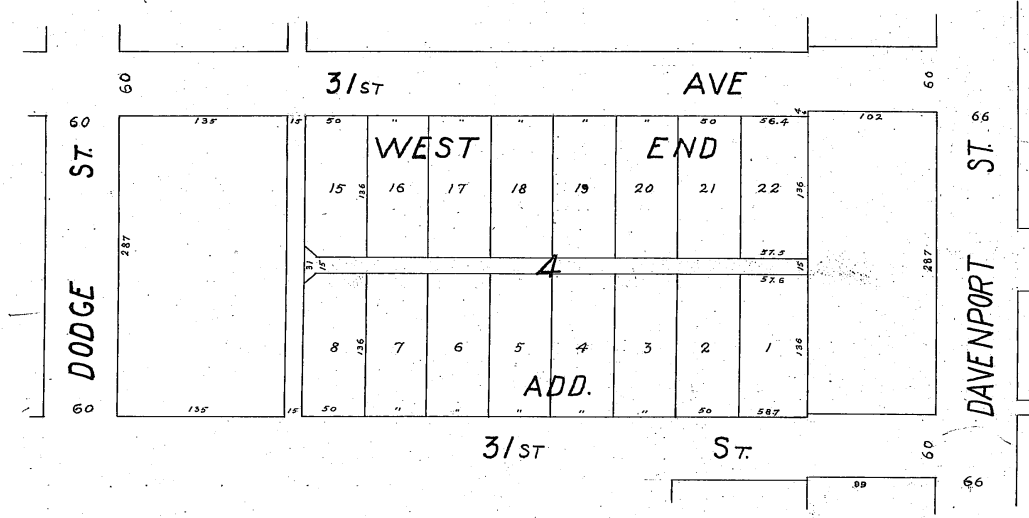 60 31ST AVE 60
60 135 15 50 " " " " " 50 56.4 4 102 66
DODGE ST.
WEST END
15 136 16 17 18 19 20 21 22 136
287 57.5 287
31 15 4 15
57.6
8 136 7 6 5 4 3 2 1 136
ADD.
DAVENPORT ST.
60 135 15 50 " " " " " 50 58.7
31ST ST. 60
99 66